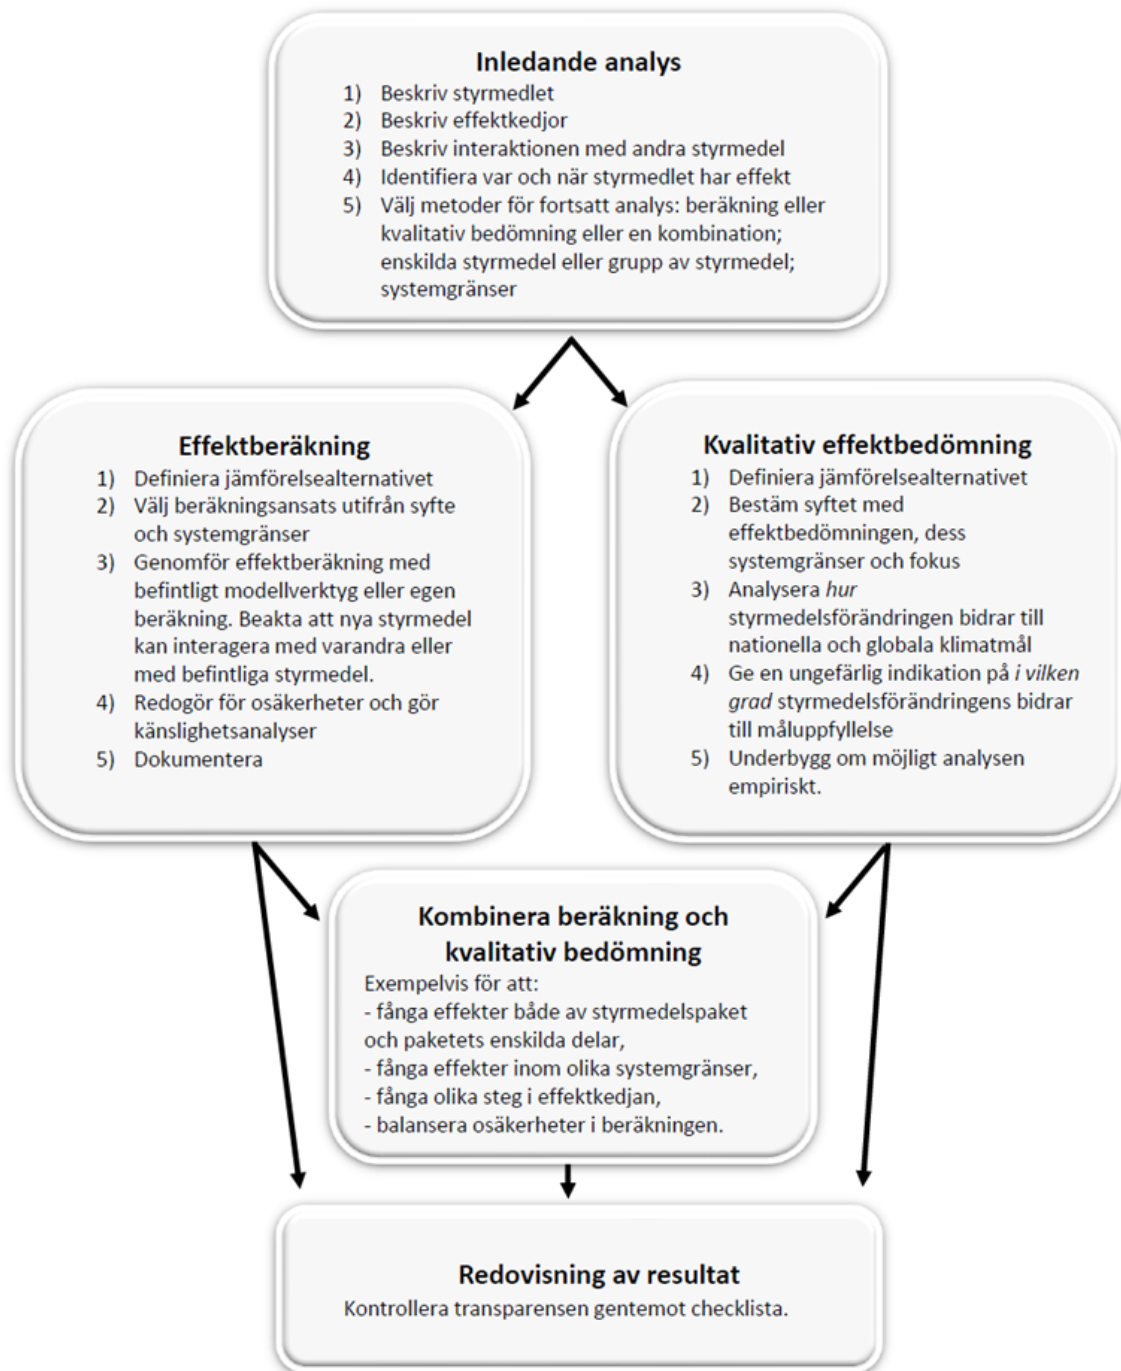 Inledande analys
1) Beskriv styrmedlet
2) Beskriv effektkedjor
3) Beskriv interaktionen med andra styrmedel
4) Identifiera var och när styrmedlet har effekt
5) Välj metoder för fortsatt analys: beräkning eller
kvalitativ bedömning eller en kombination;
enskilda styrmedel eller grupp av styrmedel;
systemgränser
Effektberäkning
1) Definiera jämförelsealternativet
2) Välj beräkningsansats utifrån syfte
och systemgränser
3) Genomför effektberäkning med
befintligt modellverktyg eller egen
beräkning. Beakta att nya styrmedel
kan interagera med varandra eller
med befintliga styrmedel.
4) Redogör för osäkerheter och gör
känslighetsanalyser
5) Dokumentera
Kvalitativ effektbedömning
1) Definiera jämförelsealternativet
2) Bestäm syftet med
effektbedömningen, dess
systemgränser och fokus
3) Analysera hur
styrmedelsförändringen bidrar till
nationella och globala klimatmål
4) Ge en ungefärlig indikation på i vilken
grad styrmedelsförändringens bidrar
till måluppfyllelse
5) Underbygg om möjligt analysen
empiriskt.
Kombinera beräkning och
kvalitativ bedömning
Exempelvis för att:
- fånga effekter både av styrmedelspaket
och paketets enskilda delar,
- fånga effekter inom olika systemgränser,
- fånga olika steg i effektkedjan,
- balansera osäkerheter i beräkningen.
Redovisning av resultat
Kontrollera transparensen gentemot checklista.